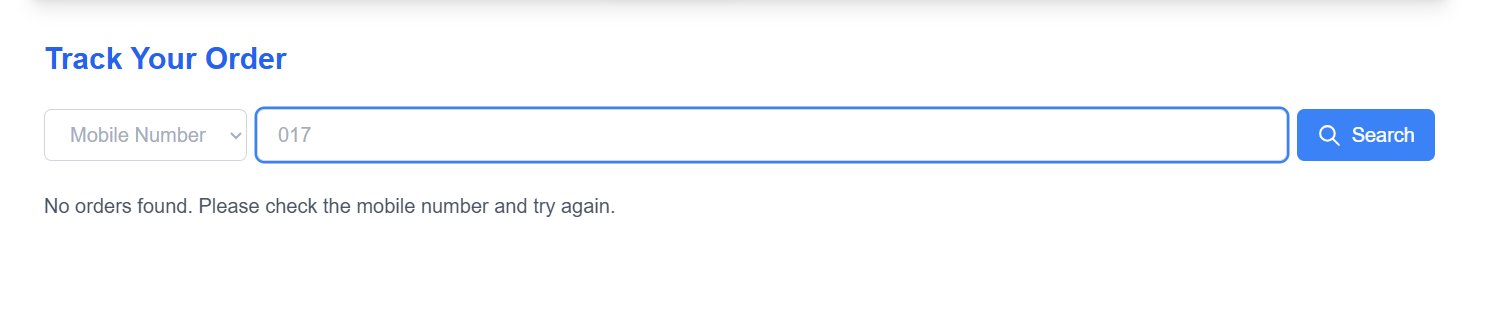 Track Your Order
Mobile Number 017 Search
No orders found. Please check the mobile number and try again.